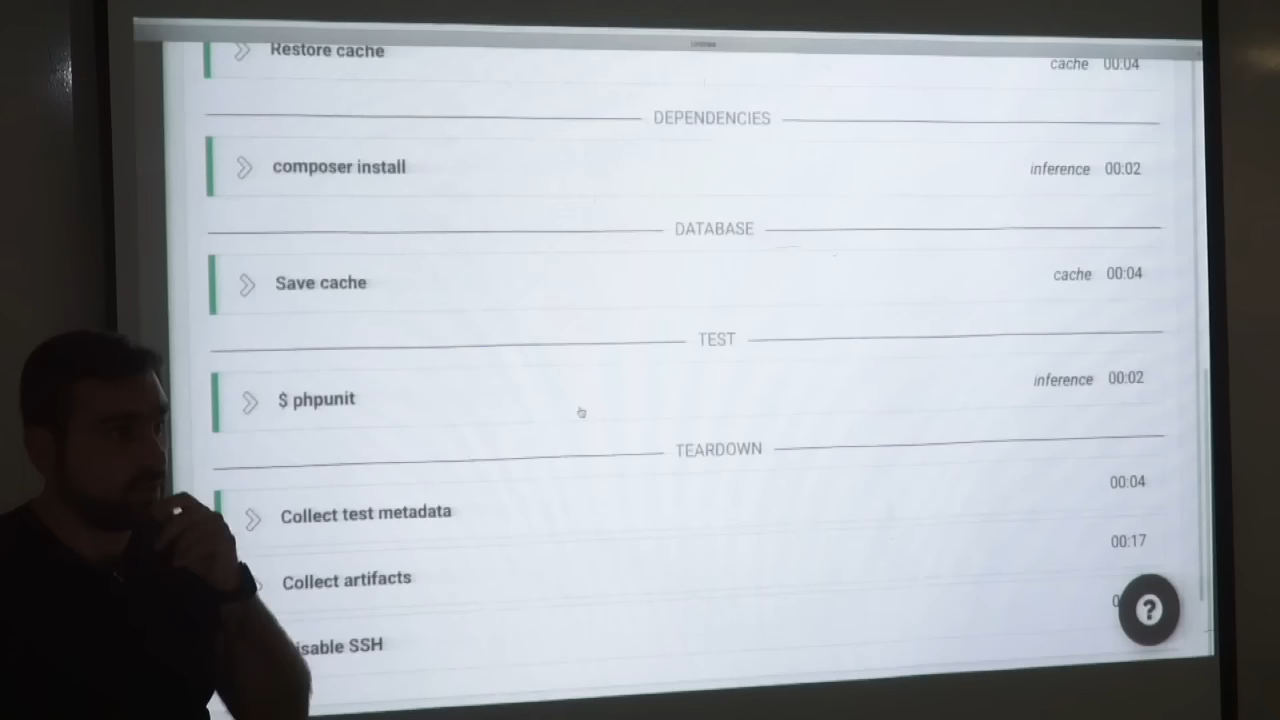 Restore cache cache 00:04
DEPENDENCIES
composer install inference 00:02
DATABASE
Save cache cache 00:04
TEST
$ phpunit inference 00:02
TEARDOWN
Collect test metadata 00:04
Collect artifacts 00:17
isable SSH 0
?